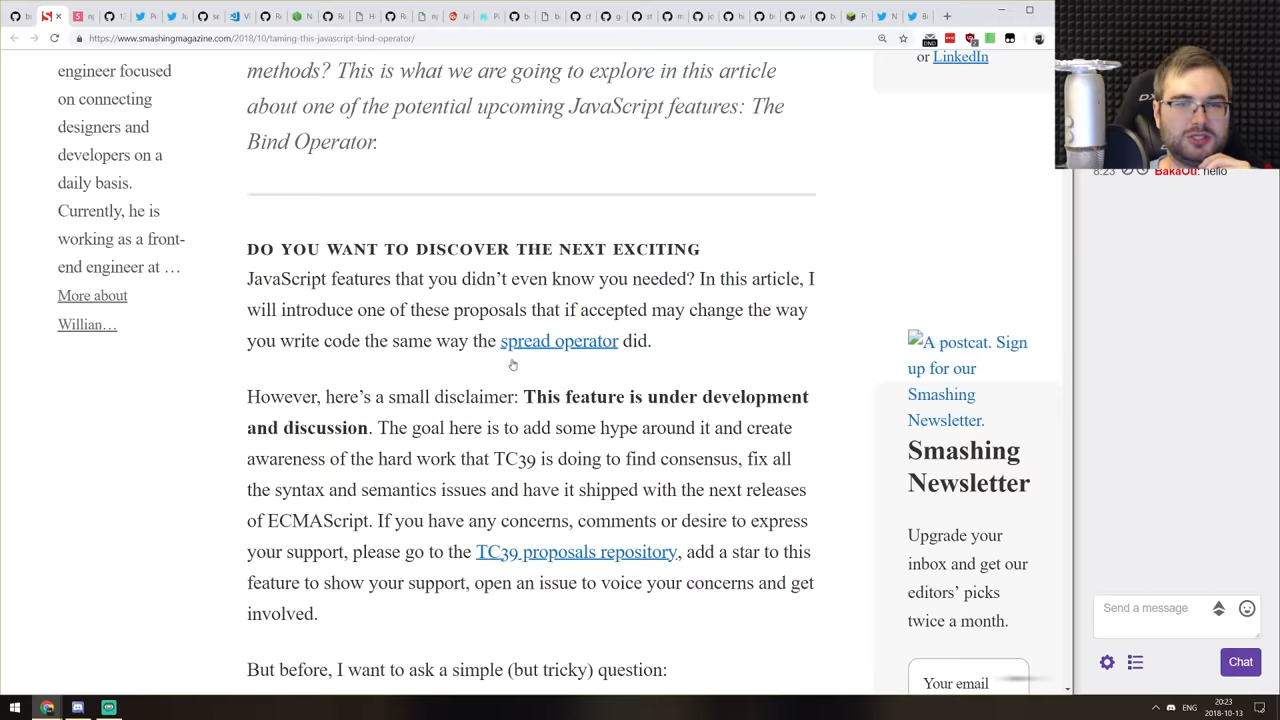 https://www.smashingmagazine.com/2018/10/taming-this-javascript-bind-operator/
DND
engineer focused
on connecting
designers and
developers on a
daily basis.
Currently, he is
working as a front-
end engineer at …
More about
Willian…
methods? This is what we are going to explore in this article
about one of the potential upcoming JavaScript features: The
Bind Operator.
DO YOU WANT TO DISCOVER THE NEXT EXCITING
JavaScript features that you didn’t even know you needed? In this article, I
will introduce one of these proposals that if accepted may change the way
you write code the same way the spread operator did.
However, here’s a small disclaimer: This feature is under development
and discussion. The goal here is to add some hype around it and create
awareness of the hard work that TC39 is doing to find consensus, fix all
the syntax and semantics issues and have it shipped with the next releases
of ECMAScript. If you have any concerns, comments or desire to express
your support, please go to the TC39 proposals repository, add a star to this
feature to show your support, open an issue to voice your concerns and get
involved.
But before, I want to ask a simple (but tricky) question:
or LinkedIn
A postcat. Sign
up for our
Smashing
Newsletter.
Smashing
Newsletter
Upgrade your
inbox and get our
editors’ picks
twice a month.
Your email
8:23 BakaOu: hello
Send a message
Chat
ENG
20:23
2018-10-13